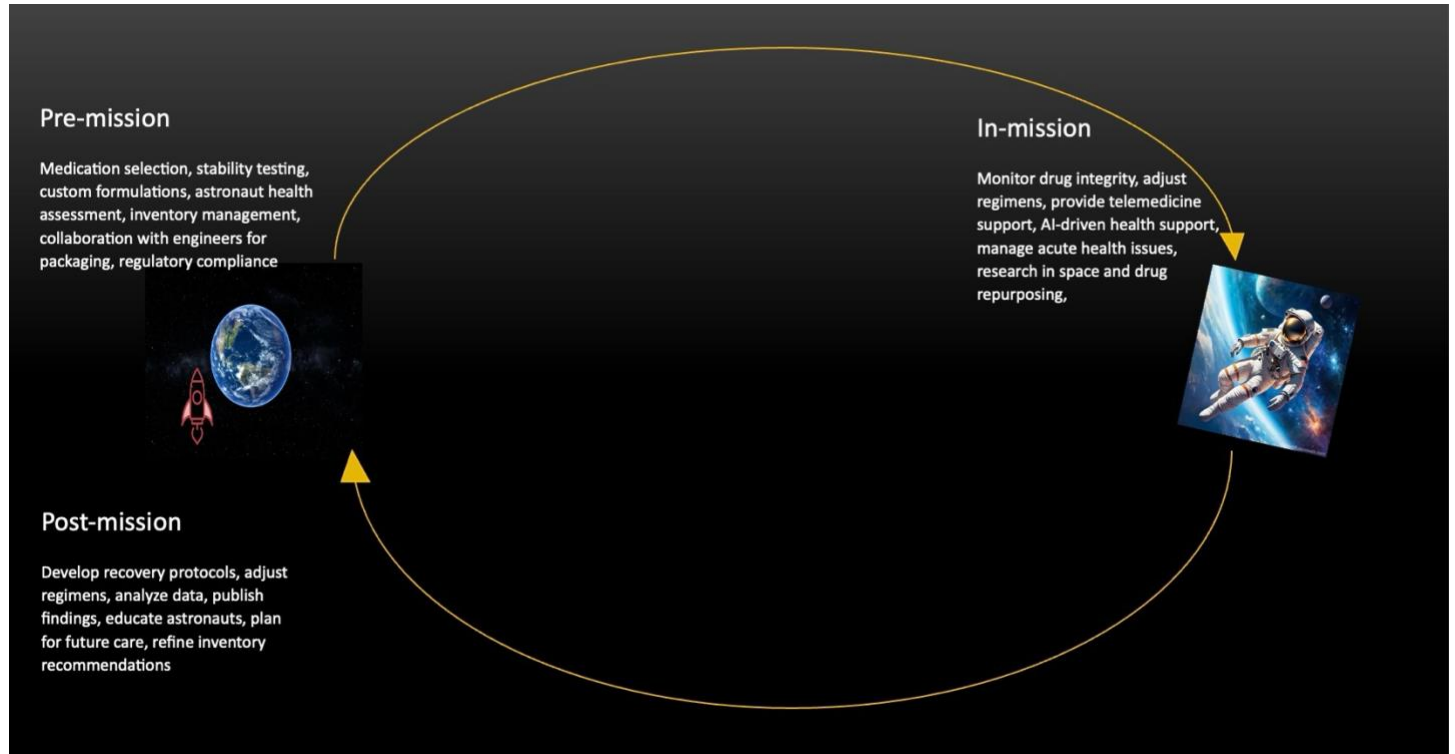 Pre-mission
Medication selection, stability testing,
custom formulations, astronaut health
assessment, inventory management,
collaboration with engineers for
packaging, regulatory compliance
In-mission
Monitor drug integrity, adjust
regimens, provide telemedicine
support, AI-driven health support,
manage acute health issues,
research in space and drug
repurposing,
Post-mission
Develop recovery protocols, adjust
regimens, analyze data, publish
findings, educate astronauts, plan
for future care, refine inventory
recommendations